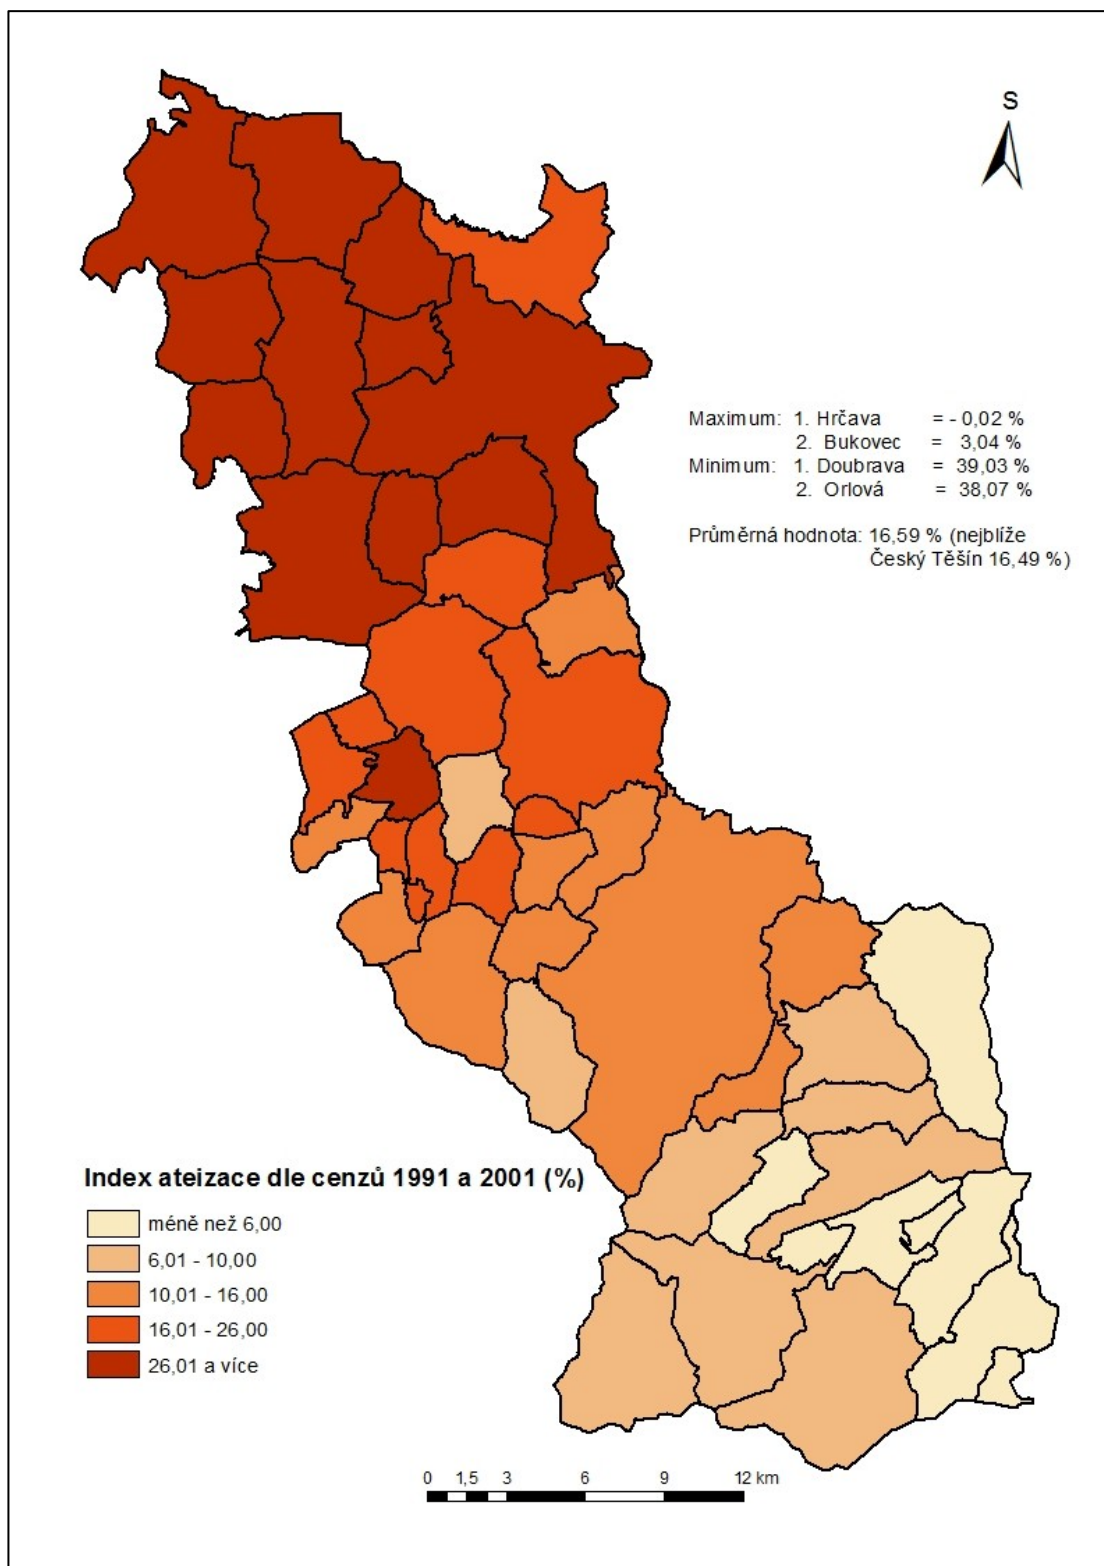 S
Maximum: 1. Hrčava = - 0,02 %
2. Bukovec = 3,04 %
Minimum: 1. Doubrava = 39,03 %
2. Orlová = 38,07 %
Průměrná hodnota: 16,59 % (nejblíže
Český Těšín 16,49 %)
Index ateizace dle cenzů 1991 a 2001 (%)
méně než 6,00
6,01 - 10,00
10,01 - 16,00
16,01 - 26,00
26,01 a více
0 1,5 3 6 9 12 km